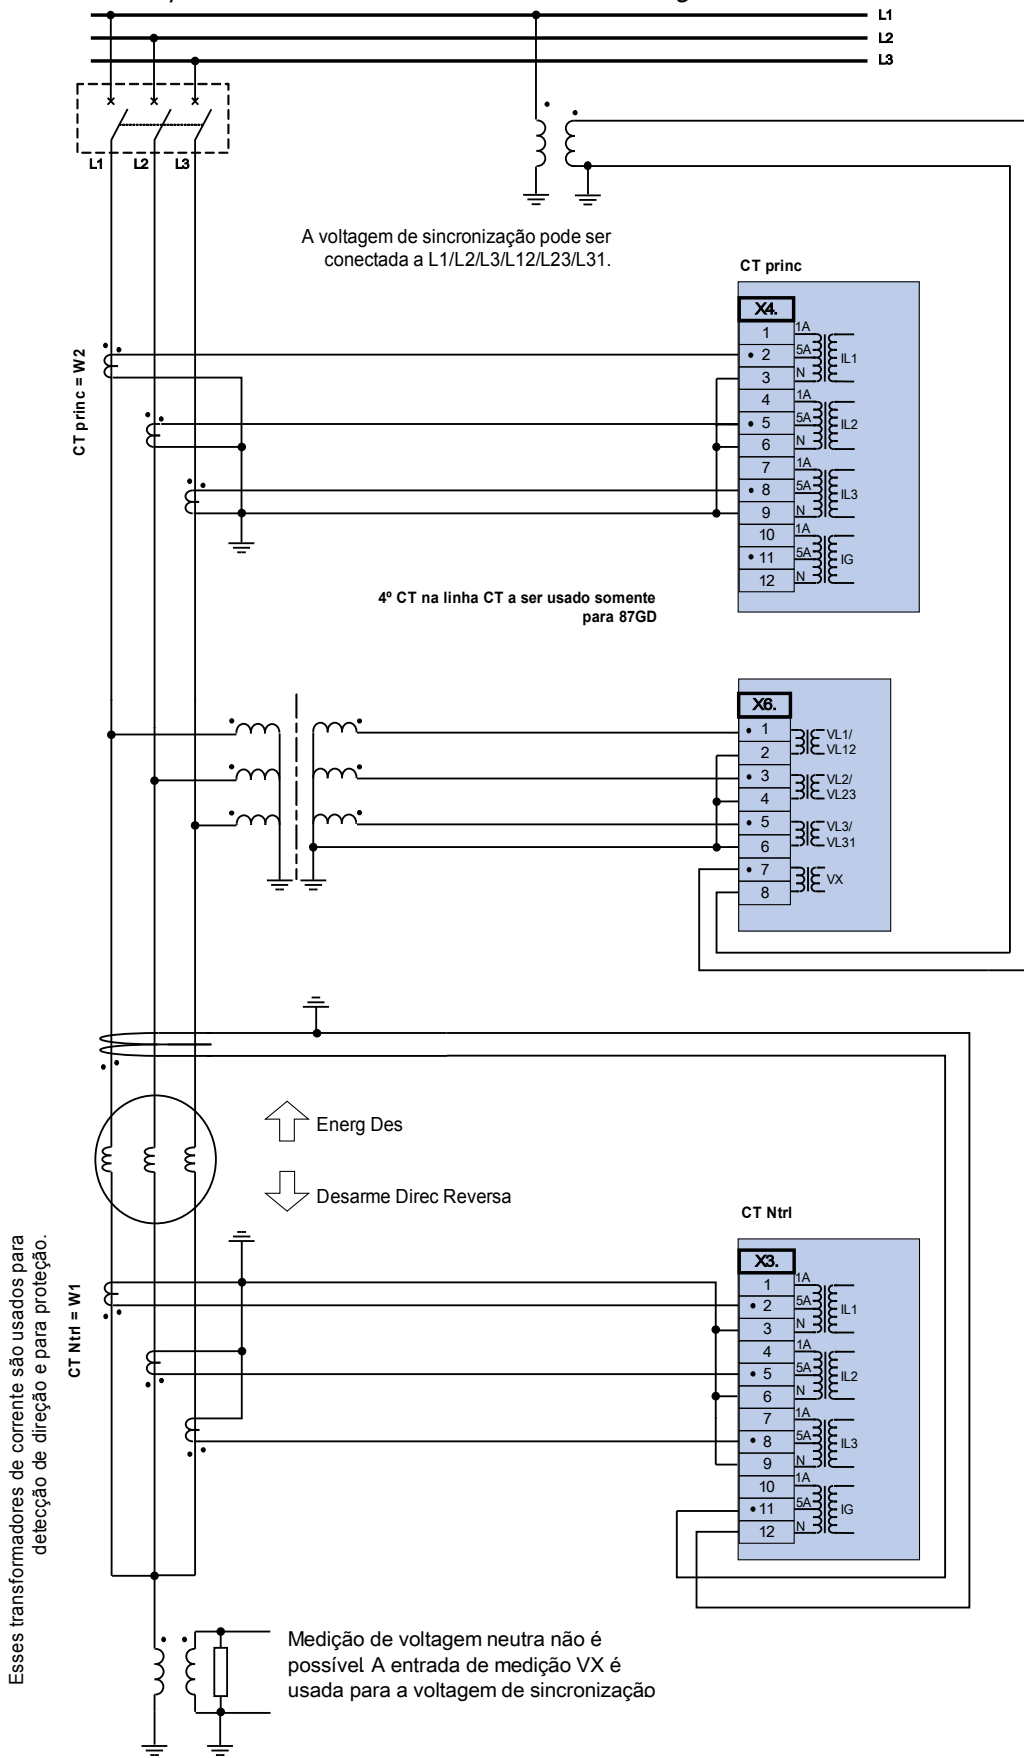 L1
L2
L3
L1
L2
L3
A voltagem de sincronização pode ser
conectada a L1/L2/L3/L12/L23/L31.
CT princ
CT princ = W2
X4.
1
1A
2
5A
IL1
3
N
4
1A
5
5A
IL2
6
N
7
1A
8
5A
IL3
9
N
10
1A
11
5A
IG
12
N
4º CT na linha CT a ser usado somente
para 87GD
X6.
1
VL1/
2
VL12
3
VL2/
4
VL23
5
VL3/
6
VL31
7
VX
8
Energ Des
Desarme Direc Reversa
CT Ntrl
Esses transformadores de corrente são usados para
detecção de direção e para proteção.
CT Ntrl = W1
X3.
1
1A
2
5A
IL1
3
N
4
1A
5
5A
IL2
6
N
7
1A
8
5A
IL3
9
N
10
1A
11
5A
IG
12
N
Medição de voltagem neutra não é
possível. A entrada de medição VX é
usada para a voltagem de sincronização